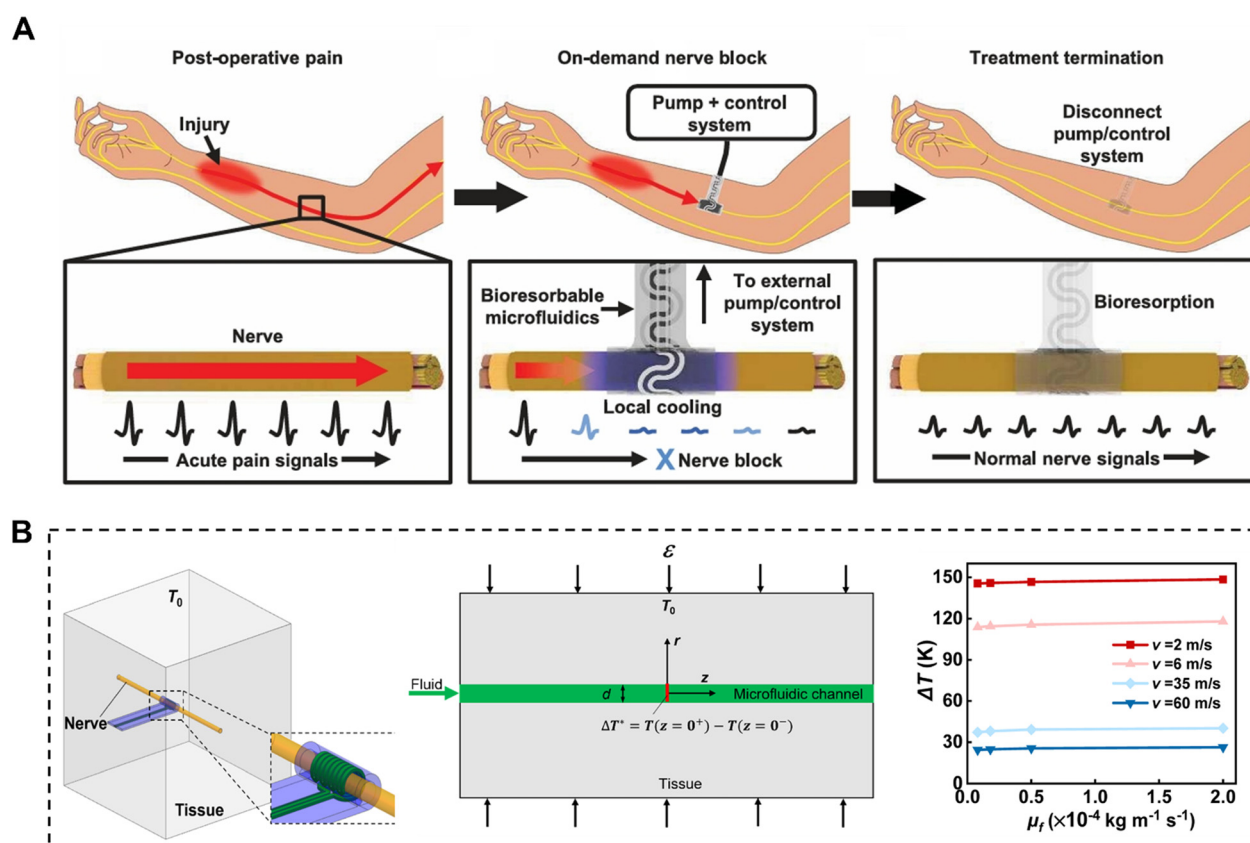 A
Post-operative pain
Injury
Nerve
Acute pain signals
On-demand nerve block
Pump + control
system
Bioresorbable
microfluidics
To external
pump/control
system
Local cooling
X Nerve block
Treatment termination
Disconnect
pump/control
system
Bioresorption
Normal nerve signals
B
T₀
Nerve
Tissue
ℰ
T₀
r
z
Fluid
d
Microfluidic channel
ΔT* = T(z = 0⁺) − T(z = 0⁻)
Tissue
ΔT (K)
150
120
90
60
30
0
v =2 m/s
v =6 m/s
v =35 m/s
v =60 m/s
0.0 0.5 1.0 1.5 2.0
μf (×10⁻⁴ kg m⁻¹ s⁻¹)